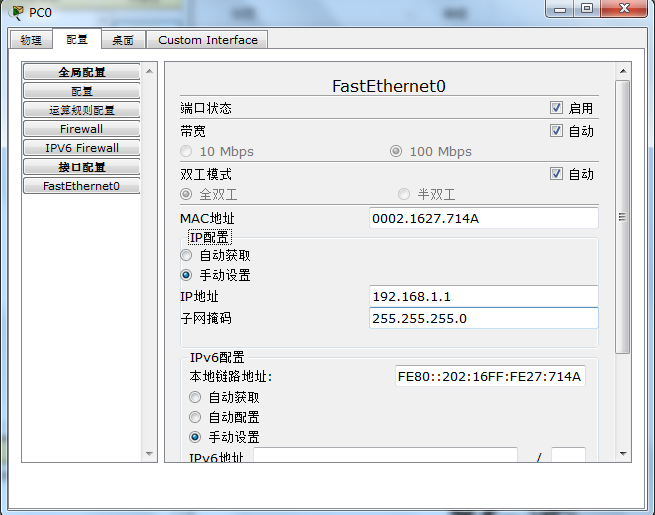 PC0
物理 配置 桌面 Custom Interface
全局配置
配置
运算规则配置
Firewall
IPV6 Firewall
接口配置
FastEthernet0
FastEthernet0
端口状态 启用
带宽 自动
10 Mbps 100 Mbps
双工模式 自动
全双工 半双工
MAC地址 0002.1627.714A
IP配置
自动获取
手动设置
IP地址 192.168.1.1
子网掩码 255.255.255.0
IPv6配置
本地链路地址: FE80::202:16FF:FE27:714A
自动获取
自动配置
手动设置
IPv6地址 /